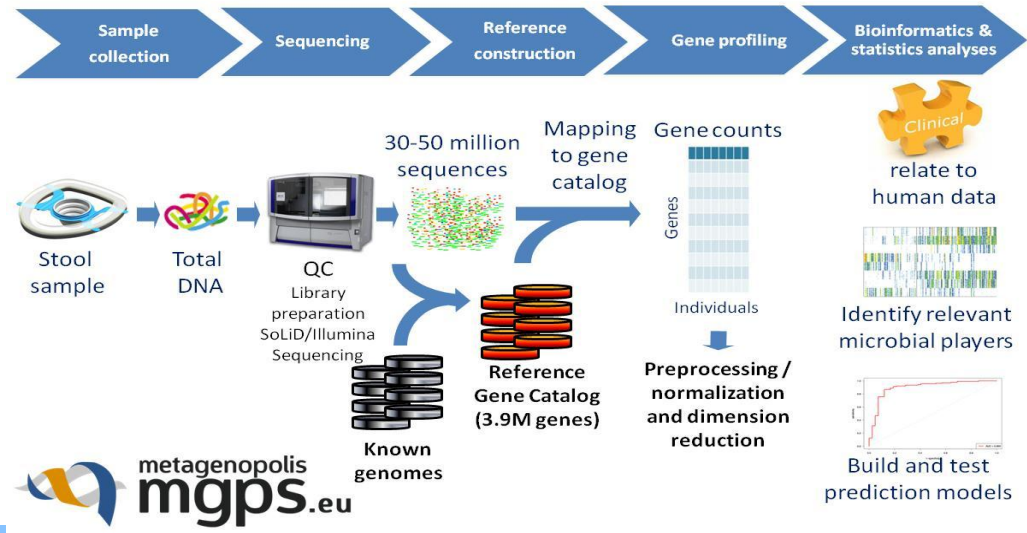 Sample
collection
Sequencing
Reference
construction
Gene profiling
Bioinformatics &
statistics analyses
Stool
sample
Total
DNA
QC
Library
preparation
SoLiD/Illumina
Sequencing
30-50 million
sequences
Known
genomes
Reference
Gene Catalog
(3.9M genes)
Mapping
to gene
catalog
Gene counts
Genes
Individuals
Preprocessing /
normalization
and dimension
reduction
Clinical
relate to
human data
Identify relevant
microbial players
Build and test
prediction models
metagenopolis
mgps.eu